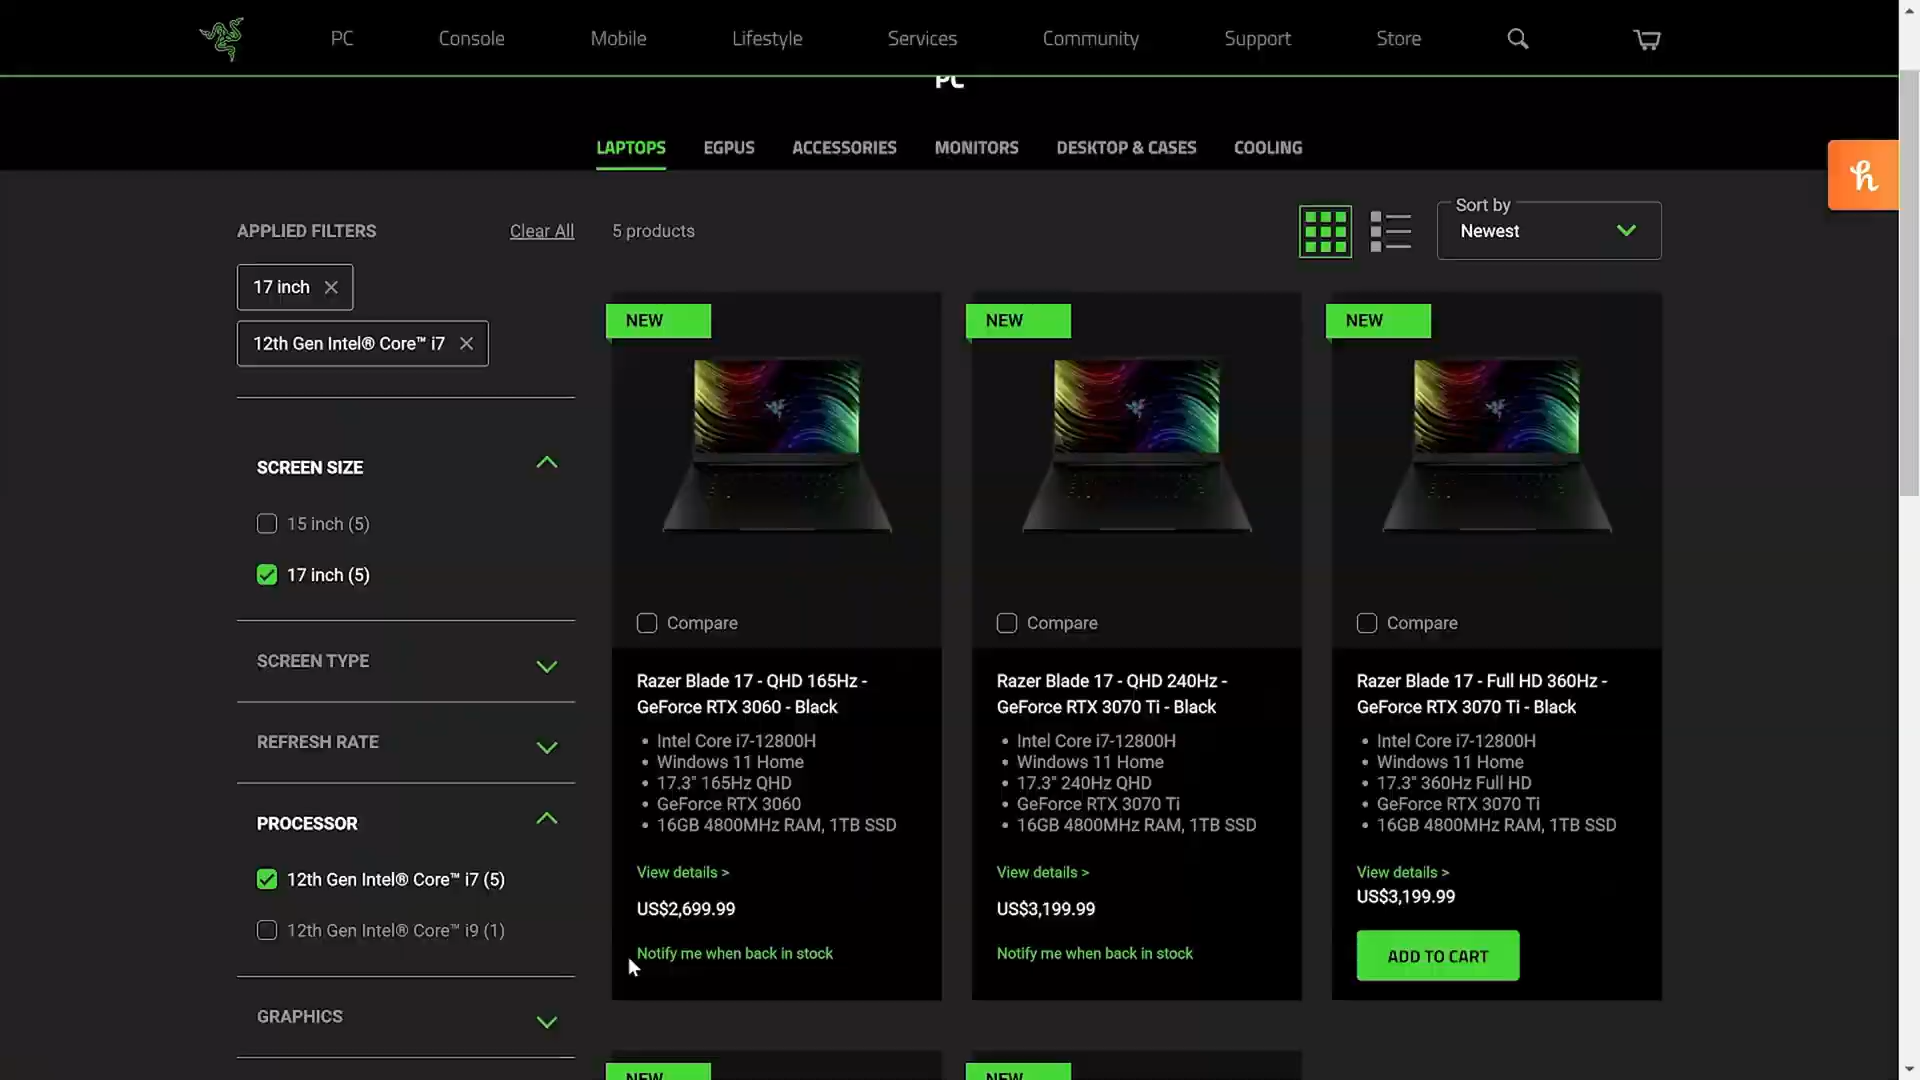 PC
Console
Mobile
Lifestyle
Services
Community
Support
Store
PC
LAPTOPS
EGPUS
ACCESSORIES
MONITORS
DESKTOP & CASES
COOLING
APPLIED FILTERS
Clear All
5 products
Sort by
Newest
17 inch
12th Gen Intel® Core™ i7
SCREEN SIZE
15 inch (5)
17 inch (5)
SCREEN TYPE
REFRESH RATE
PROCESSOR
12th Gen Intel® Core™ i7 (5)
12th Gen Intel® Core™ i9 (1)
GRAPHICS
NEW
Compare
Razer Blade 17 - QHD 165Hz -
GeForce RTX 3060 - Black
• Intel Core i7-12800H
• Windows 11 Home
• 17.3" 165Hz QHD
• GeForce RTX 3060
• 16GB 4800MHz RAM, 1TB SSD
View details >
US$2,699.99
Notify me when back in stock
NEW
Compare
Razer Blade 17 - QHD 240Hz -
GeForce RTX 3070 Ti - Black
• Intel Core i7-12800H
• Windows 11 Home
• 17.3" 240Hz QHD
• GeForce RTX 3070 Ti
• 16GB 4800MHz RAM, 1TB SSD
View details >
US$3,199.99
Notify me when back in stock
NEW
Compare
Razer Blade 17 - Full HD 360Hz -
GeForce RTX 3070 Ti - Black
• Intel Core i7-12800H
• Windows 11 Home
• 17.3" 360Hz Full HD
• GeForce RTX 3070 Ti
• 16GB 4800MHz RAM, 1TB SSD
View details >
US$3,199.99
ADD TO CART
NEW
NEW
h